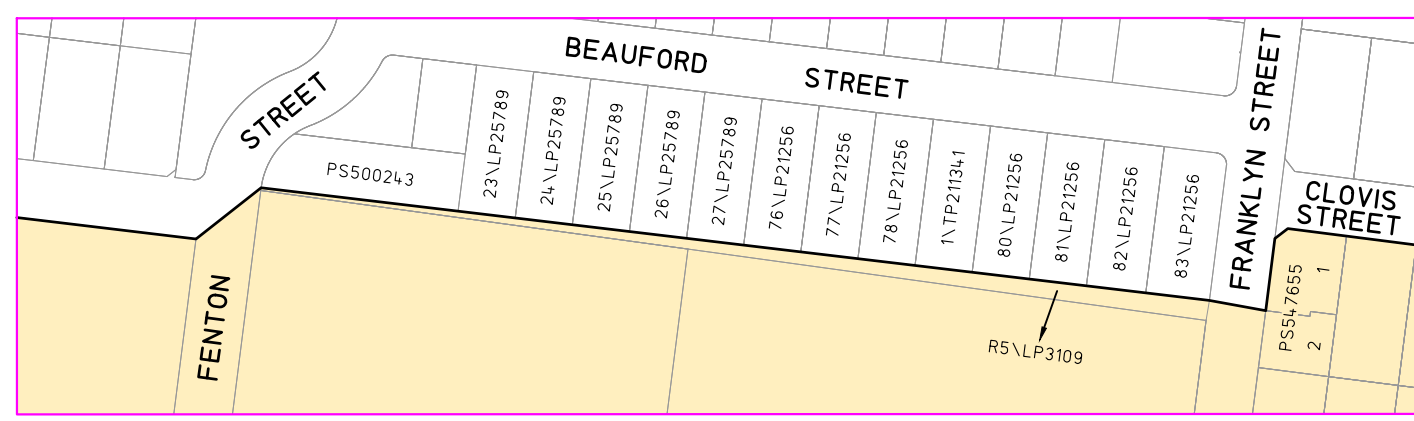 BEAUFORD STREET
STREET
FENTON
PS500243
23\LP25789
24\LP25789
25\LP25789
26\LP25789
27\LP25789
76\LP21256
77\LP21256
78\LP21256
1\TP211341
80\LP21256
81\LP21256
82\LP21256
83\LP21256
FRANKLYN STREET
CLOVIS
STREET
R5\LP3109
PS547655
1
2